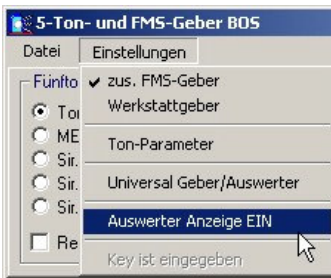 5-Ton- und FMS-Geber BOS
Datei Einstellungen
Fünfto
zus. FMS-Geber
Werkstattgeber
To
ME
Ton-Parameter
Sir.
Universal Geber/Auswerter
Sir.
Sir.
Auswerter Anzeige EIN
Re
Key ist eingegeben